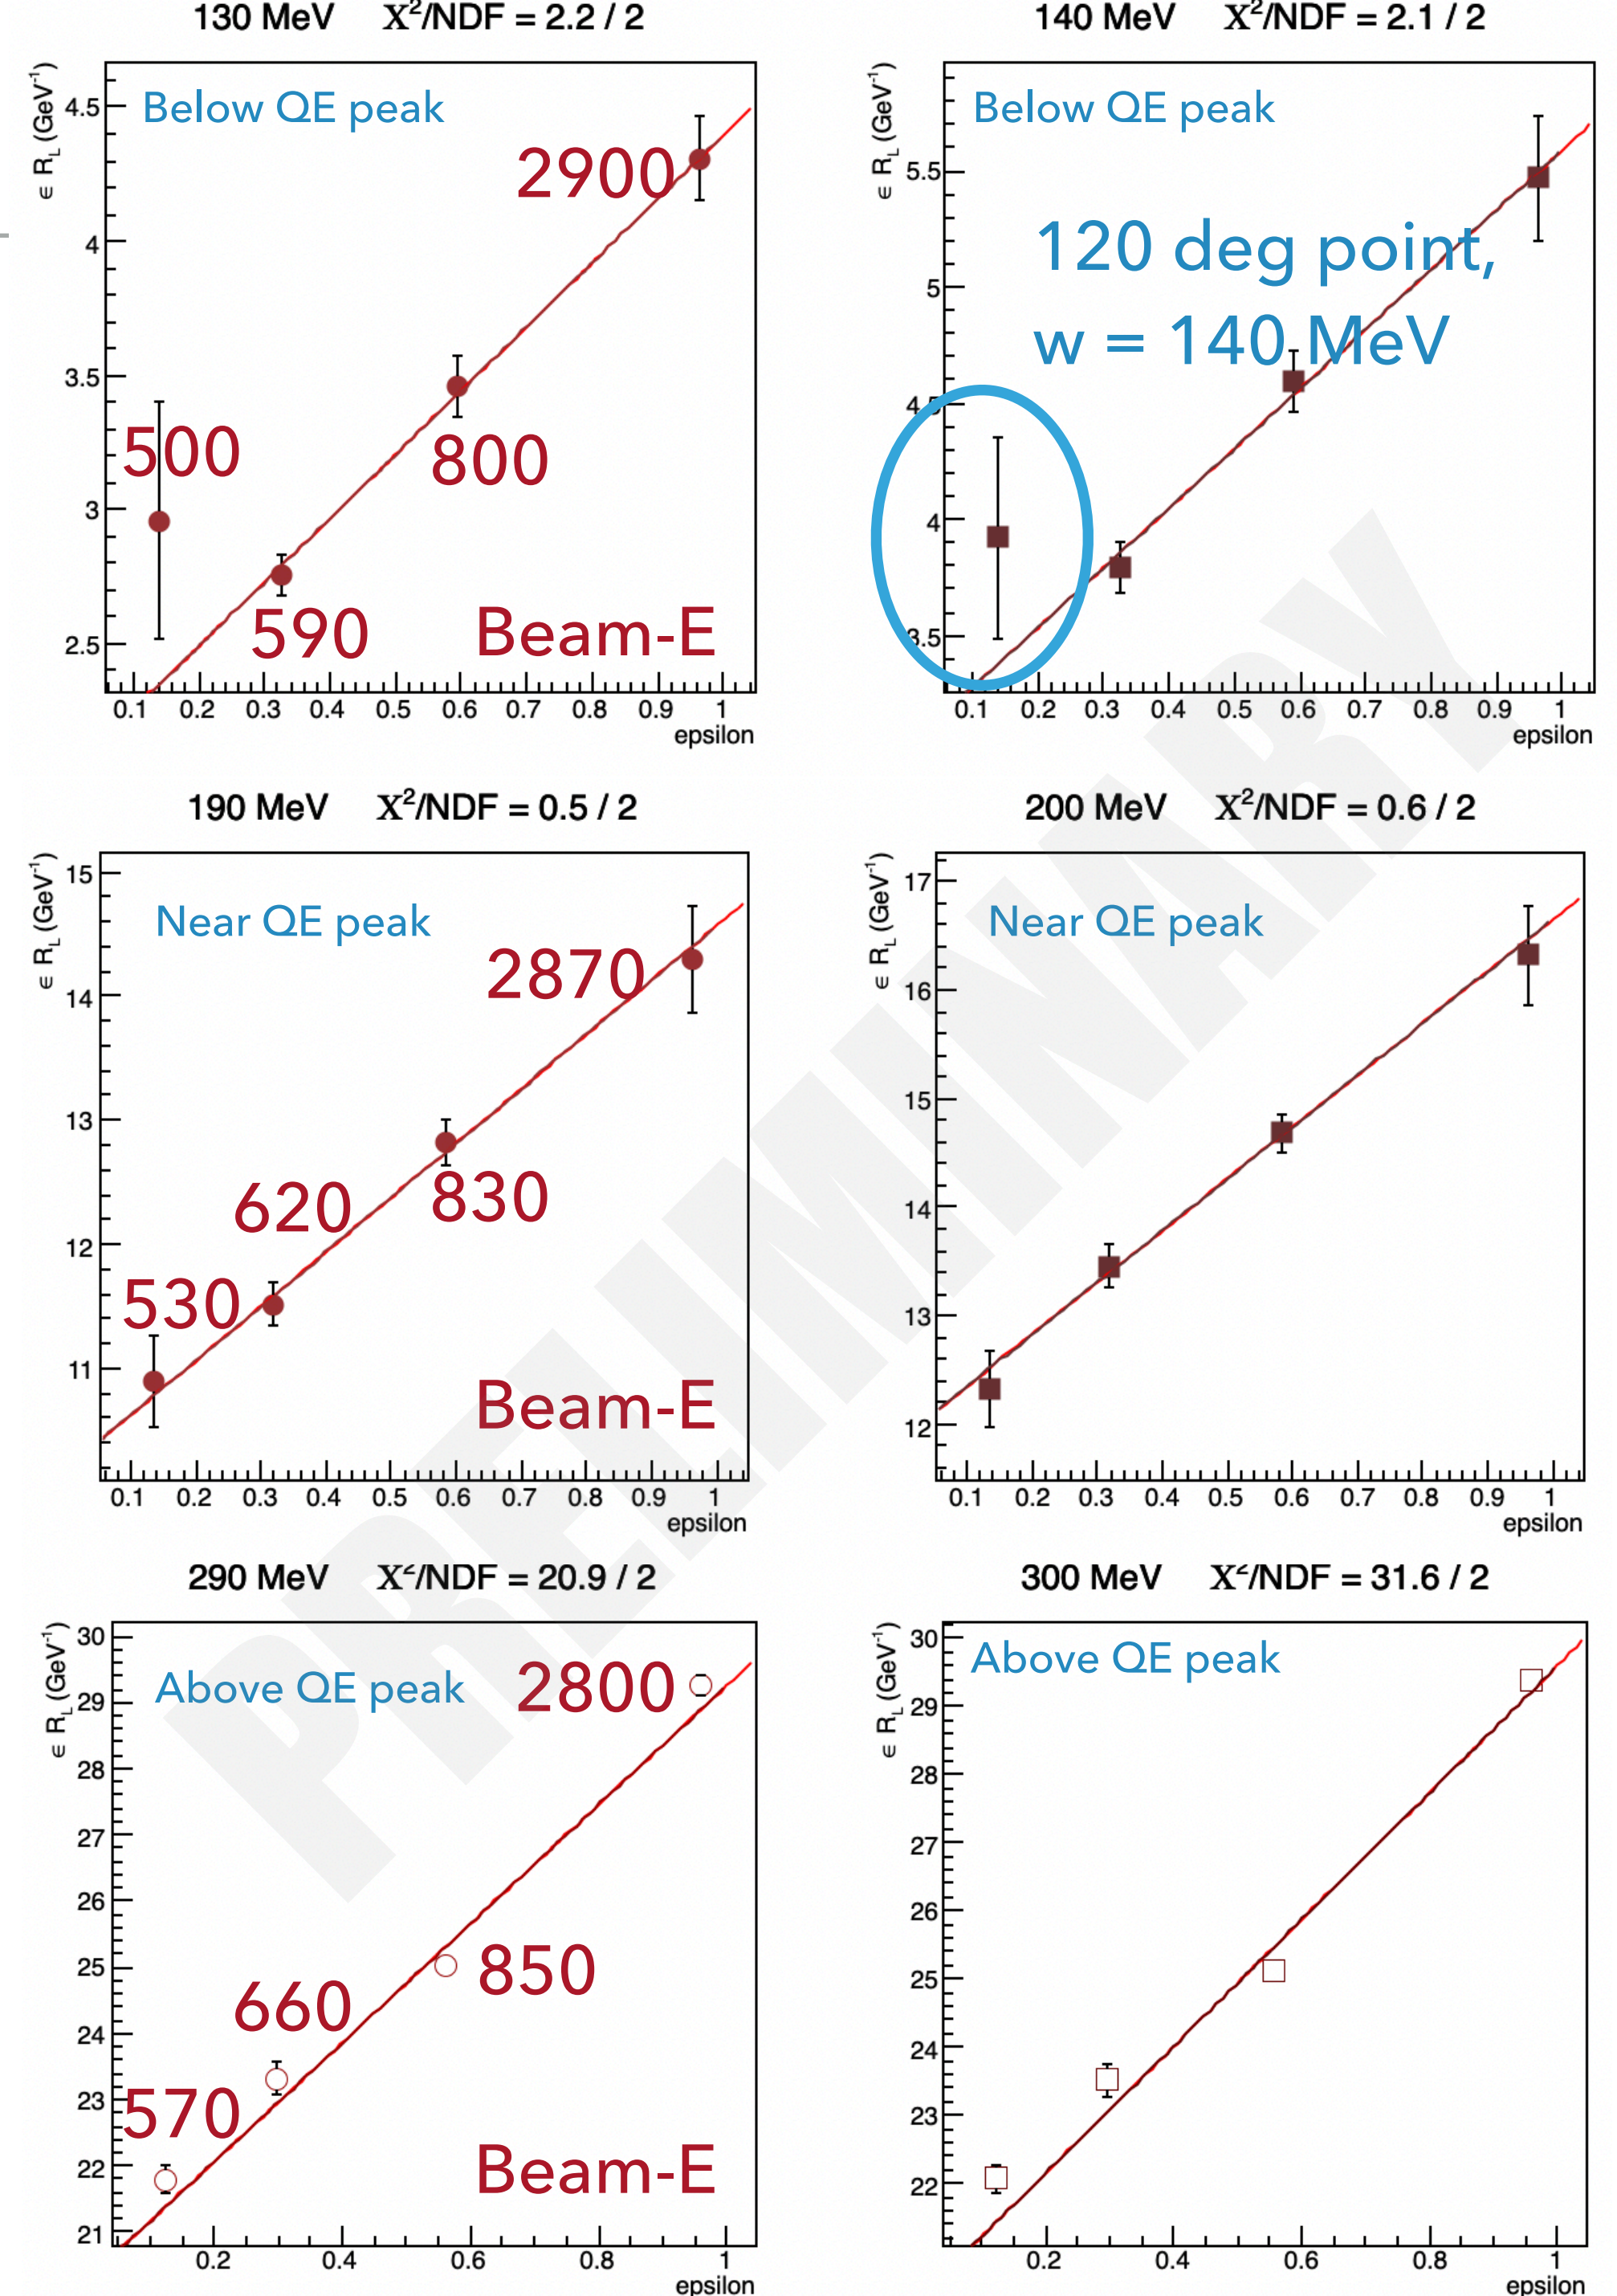 130 MeV X²/NDF = 2.2 / 2
ϵ R_L (GeV⁻¹)
Below QE peak
4.5
4
3.5
3
2.5
2900
500
800
590
Beam-E
0.1 0.2 0.3 0.4 0.5 0.6 0.7 0.8 0.9 1
epsilon
140 MeV X²/NDF = 2.1 / 2
ϵ R_L (GeV⁻¹)
Below QE peak
5.5
5
4.5
4
3.5
120 deg point,
w = 140 MeV
0.1 0.2 0.3 0.4 0.5 0.6 0.7 0.8 0.9 1
epsilon
190 MeV X²/NDF = 0.5 / 2
ϵ R_L (GeV⁻¹)
Near QE peak
15
14
13
12
11
2870
830
620
530
Beam-E
0.1 0.2 0.3 0.4 0.5 0.6 0.7 0.8 0.9 1
epsilon
200 MeV X²/NDF = 0.6 / 2
ϵ R_L (GeV⁻¹)
Near QE peak
17
16
15
14
13
12
0.1 0.2 0.3 0.4 0.5 0.6 0.7 0.8 0.9 1
epsilon
290 MeV X²/NDF = 20.9 / 2
ϵ R_L (GeV⁻¹)
Above QE peak
30
29
28
27
26
25
24
23
22
21
2800
850
660
570
Beam-E
0.2 0.4 0.6 0.8 1
epsilon
300 MeV X²/NDF = 31.6 / 2
ϵ R_L (GeV⁻¹)
Above QE peak
30
29
28
27
26
25
24
23
22
0.2 0.4 0.6 0.8 1
epsilon
PRELIMINARY